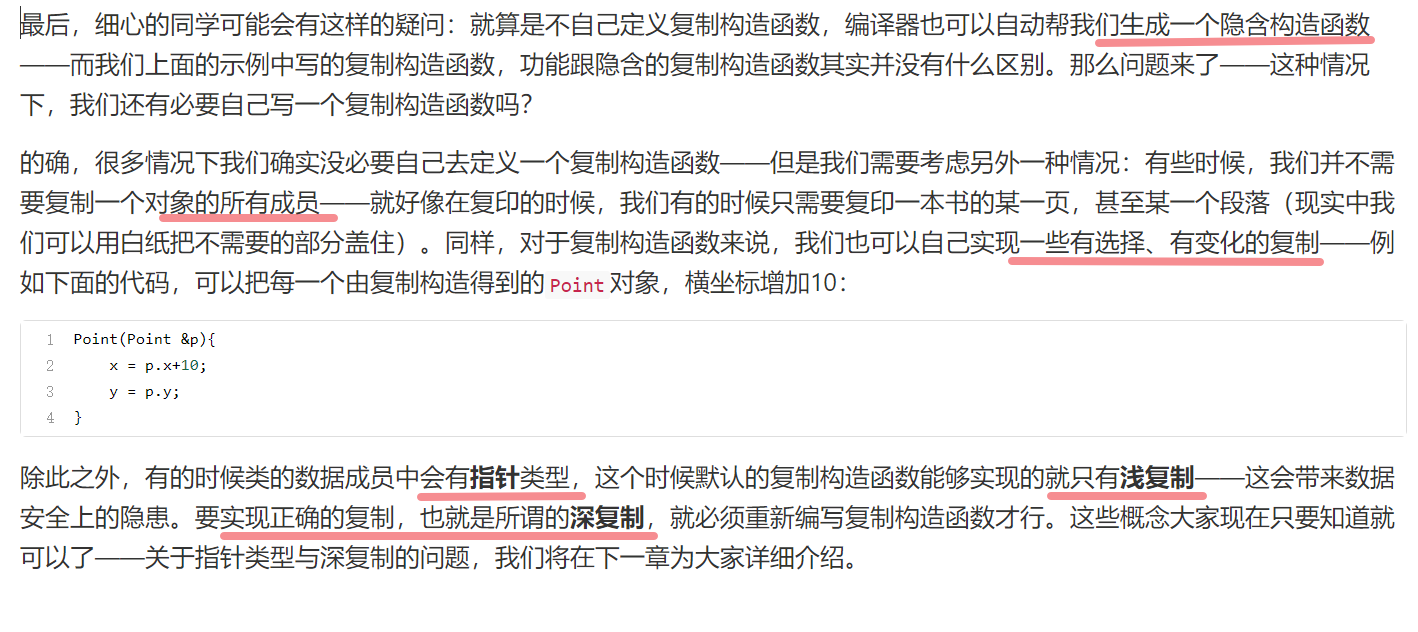 最后，细心的同学可能会有这样的疑问：就算是不自己定义复制构造函数，编译器也可以自动帮我们生成一个隐含构造函数
——而我们上面的示例中写的复制构造函数，功能跟隐含的复制构造函数其实并没有什么区别。那么问题来了——这种情况
下，我们还有必要自己写一个复制构造函数吗？
的确，很多情况下我们确实没必要自己去定义一个复制构造函数——但是我们需要考虑另外一种情况：有些时候，我们并不需
要复制一个对象的所有成员——就好像在复印的时候，我们有的时候只需要复印一本书的某一页，甚至某一个段落（现实中我
们可以用白纸把不需要的部分盖住）。同样，对于复制构造函数来说，我们也可以自己实现一些有选择、有变化的复制——例
如下面的代码，可以把每一个由复制构造得到的 Point 对象，横坐标增加10：
1 Point(Point &p){
2     x = p.x+10;
3     y = p.y;
4 }
除此之外，有的时候类的数据成员中会有指针类型，这个时候默认的复制构造函数能够实现的就只有浅复制——这会带来数据
安全上的隐患。要实现正确的复制，也就是所谓的深复制，就必须重新编写复制构造函数才行。这些概念大家现在只要知道就
可以了——关于指针类型与深复制的问题，我们将在下一章为大家详细介绍。